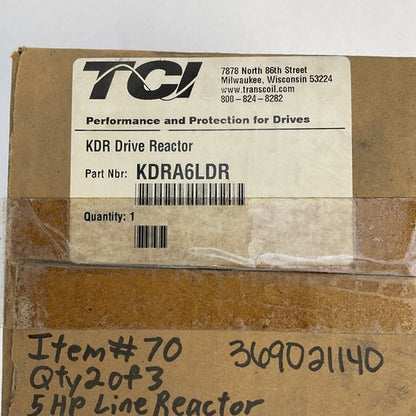 TCI
7878 North 86th Street
Milwaukee, Wisconsin 53224
www.transcoil.com
800-824-8282
Performance and Protection for Drives
KDR Drive Reactor
Part Nbr: KDRA6LDR
Quantity: 1
Item# 70 369021140
Qty 2 of 3
5 HP Line Reactor